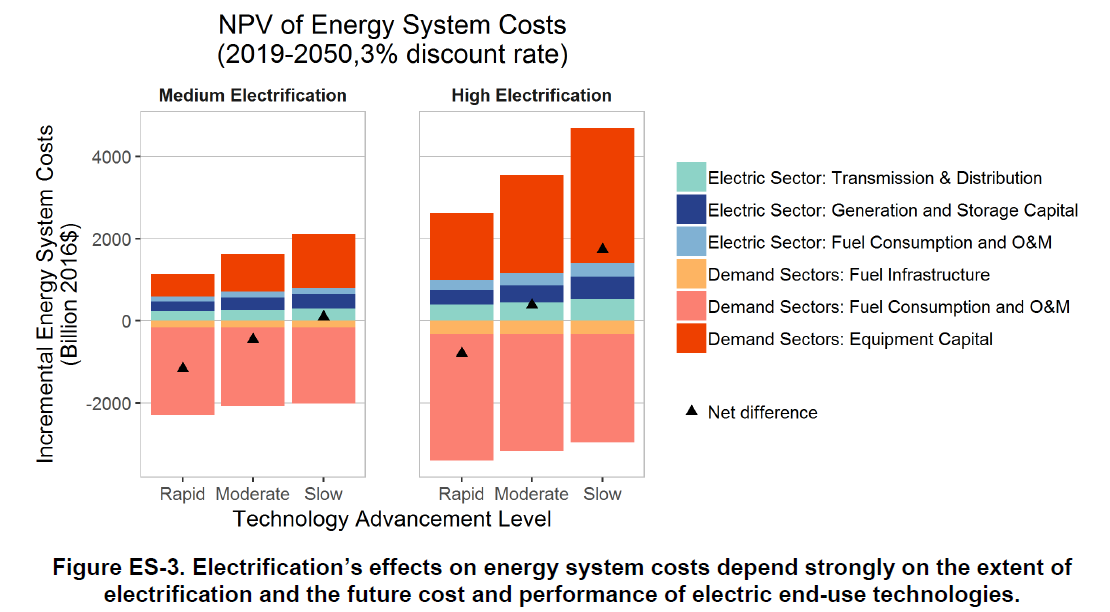 NPV of Energy System Costs
(2019-2050,3% discount rate)
Medium Electrification
High Electrification
Incremental Energy System Costs
(Billion 2016$)
4000
2000
0
-2000
Rapid Moderate Slow
Rapid Moderate Slow
Technology Advancement Level
Electric Sector: Transmission & Distribution
Electric Sector: Generation and Storage Capital
Electric Sector: Fuel Consumption and O&M
Demand Sectors: Fuel Infrastructure
Demand Sectors: Fuel Consumption and O&M
Demand Sectors: Equipment Capital
Net difference
Figure ES-3. Electrification’s effects on energy system costs depend strongly on the extent of
electrification and the future cost and performance of electric end-use technologies.